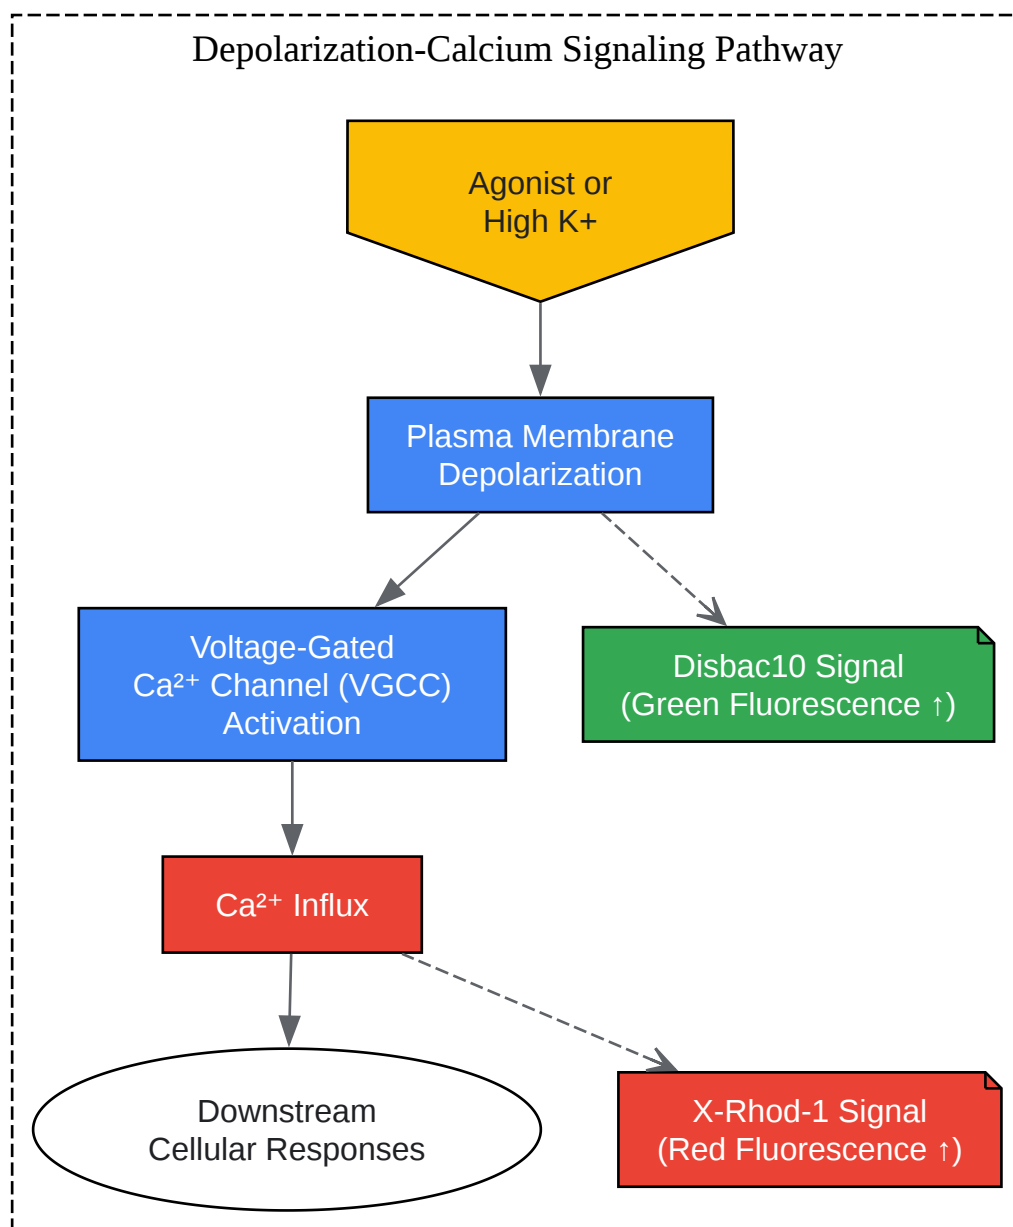 Depolarization-Calcium Signaling Pathway
Agonist or
High K+
Plasma Membrane
Depolarization
Voltage-Gated
Ca²⁺ Channel (VGCC)
Activation
Disbac10 Signal
(Green Fluorescence ↑)
Ca²⁺ Influx
Downstream
Cellular Responses
X-Rhod-1 Signal
(Red Fluorescence ↑)